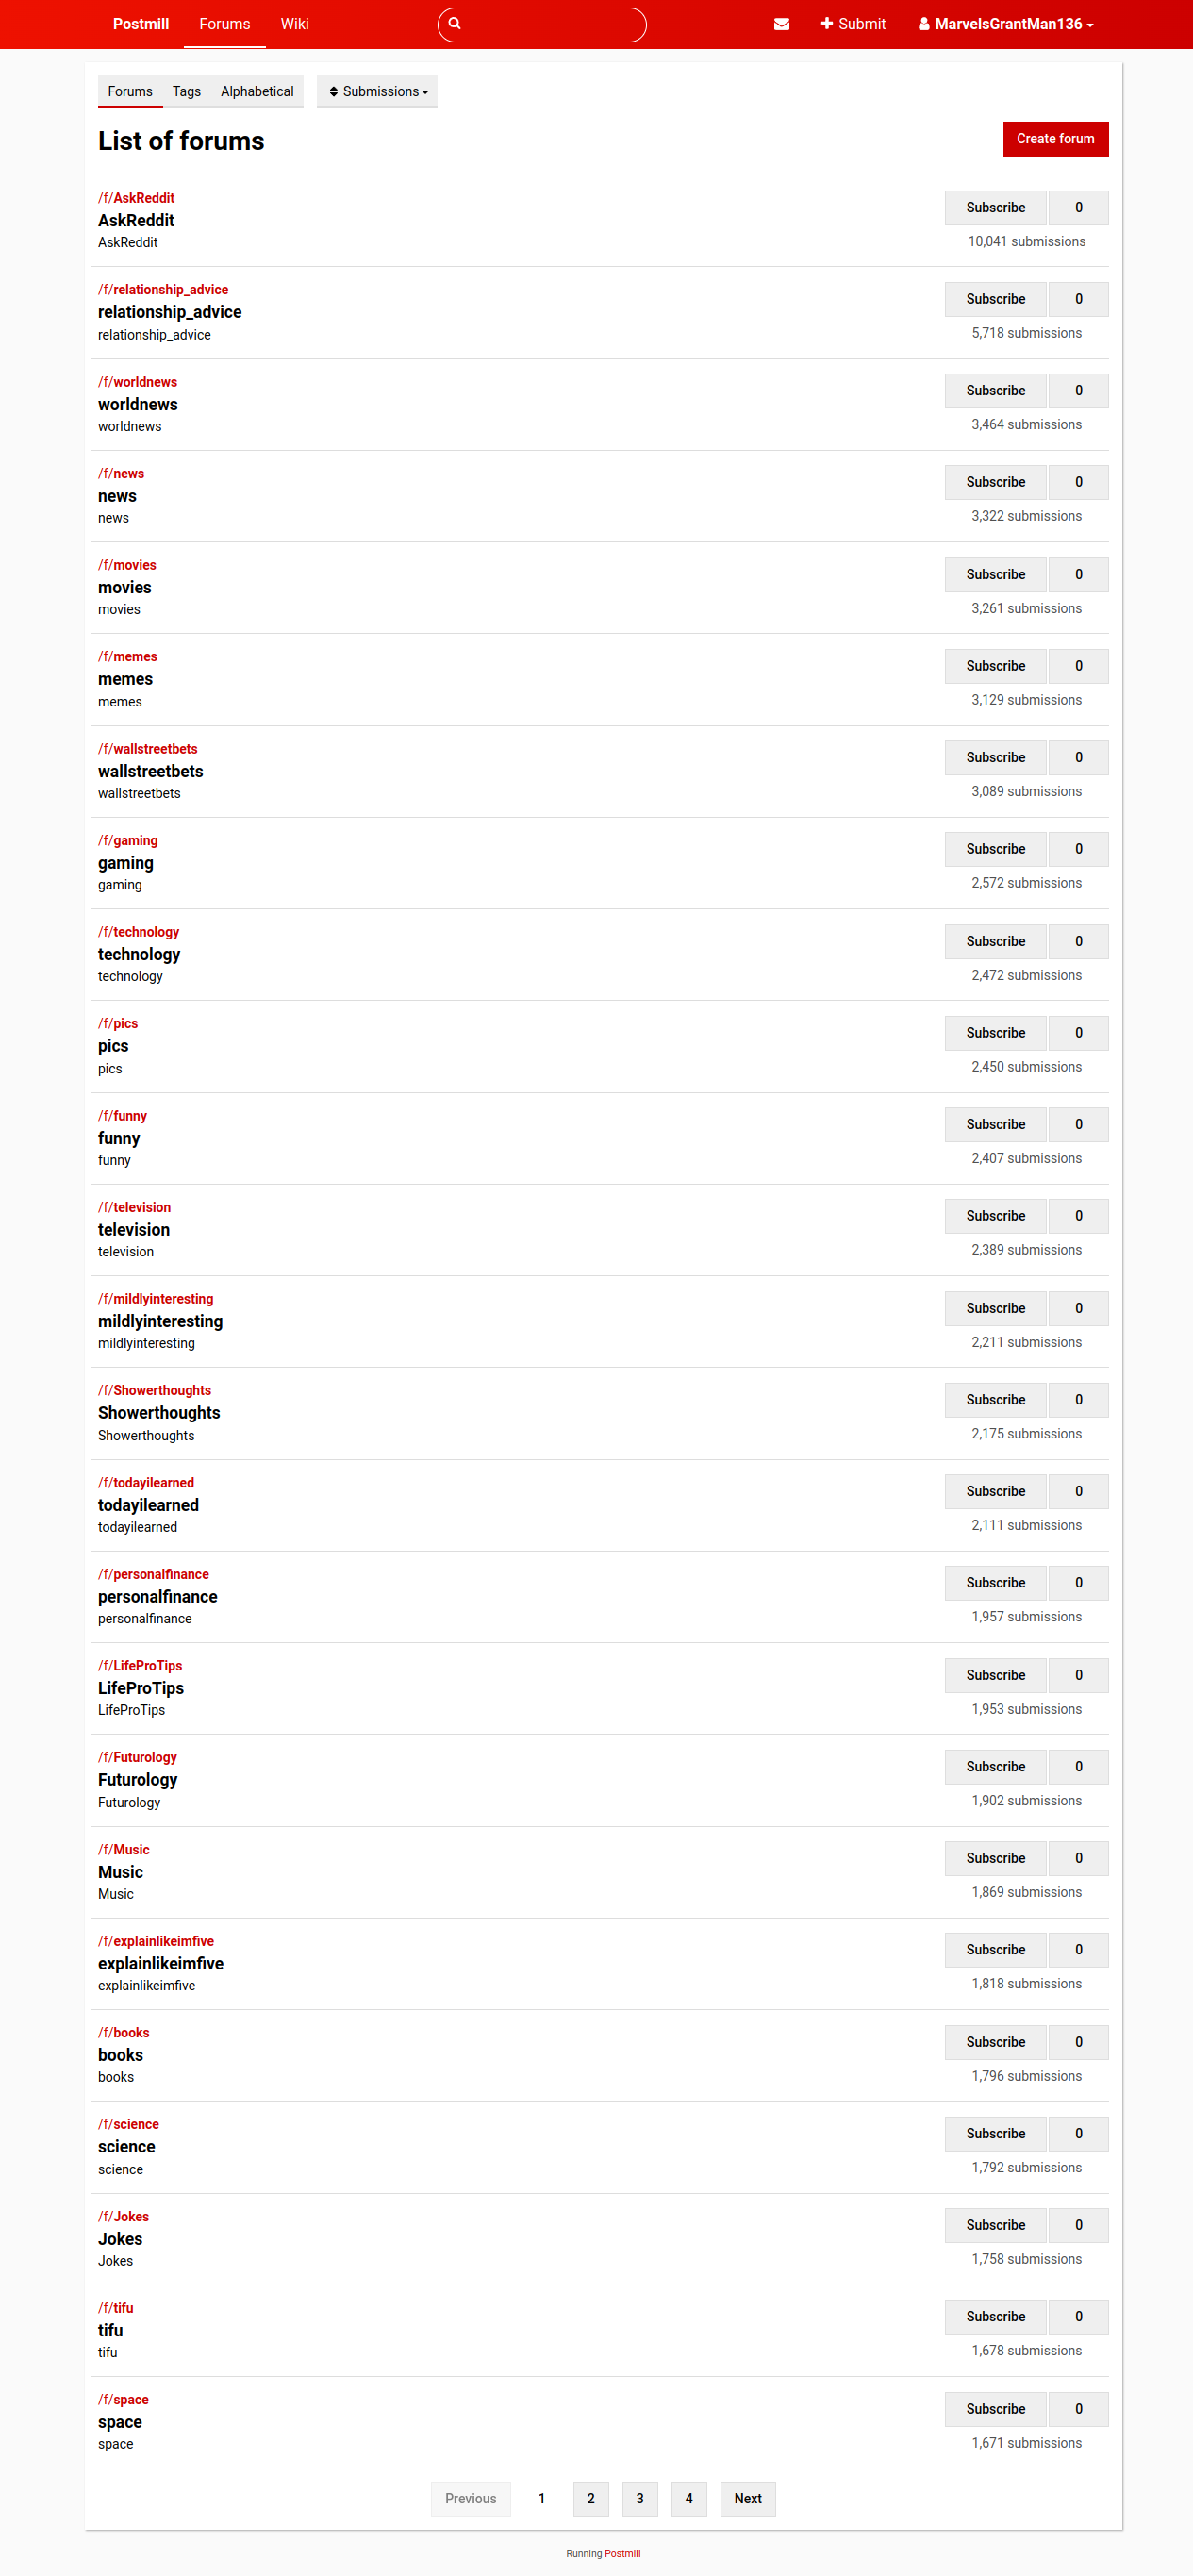 Postmill Forums Wiki Submit MarvelsGrantMan136
Forums Tags Alphabetical Submissions
List of forums Create forum
/f/AskReddit
AskReddit
AskReddit
Subscribe 0
10,041 submissions
/f/relationship_advice
relationship_advice
relationship_advice
Subscribe 0
5,718 submissions
/f/worldnews
worldnews
worldnews
Subscribe 0
3,464 submissions
/f/news
news
news
Subscribe 0
3,322 submissions
/f/movies
movies
movies
Subscribe 0
3,261 submissions
/f/memes
memes
memes
Subscribe 0
3,129 submissions
/f/wallstreetbets
wallstreetbets
wallstreetbets
Subscribe 0
3,089 submissions
/f/gaming
gaming
gaming
Subscribe 0
2,572 submissions
/f/technology
technology
technology
Subscribe 0
2,472 submissions
/f/pics
pics
pics
Subscribe 0
2,450 submissions
/f/funny
funny
funny
Subscribe 0
2,407 submissions
/f/television
television
television
Subscribe 0
2,389 submissions
/f/mildlyinteresting
mildlyinteresting
mildlyinteresting
Subscribe 0
2,211 submissions
/f/Showerthoughts
Showerthoughts
Showerthoughts
Subscribe 0
2,175 submissions
/f/todayilearned
todayilearned
todayilearned
Subscribe 0
2,111 submissions
/f/personalfinance
personalfinance
personalfinance
Subscribe 0
1,957 submissions
/f/LifeProTips
LifeProTips
LifeProTips
Subscribe 0
1,953 submissions
/f/Futurology
Futurology
Futurology
Subscribe 0
1,902 submissions
/f/Music
Music
Music
Subscribe 0
1,869 submissions
/f/explainlikeimfive
explainlikeimfive
explainlikeimfive
Subscribe 0
1,818 submissions
/f/books
books
books
Subscribe 0
1,796 submissions
/f/science
science
science
Subscribe 0
1,792 submissions
/f/Jokes
Jokes
Jokes
Subscribe 0
1,758 submissions
/f/tifu
tifu
tifu
Subscribe 0
1,678 submissions
/f/space
space
space
Subscribe 0
1,671 submissions
Previous 1 2 3 4 Next
Running Postmill